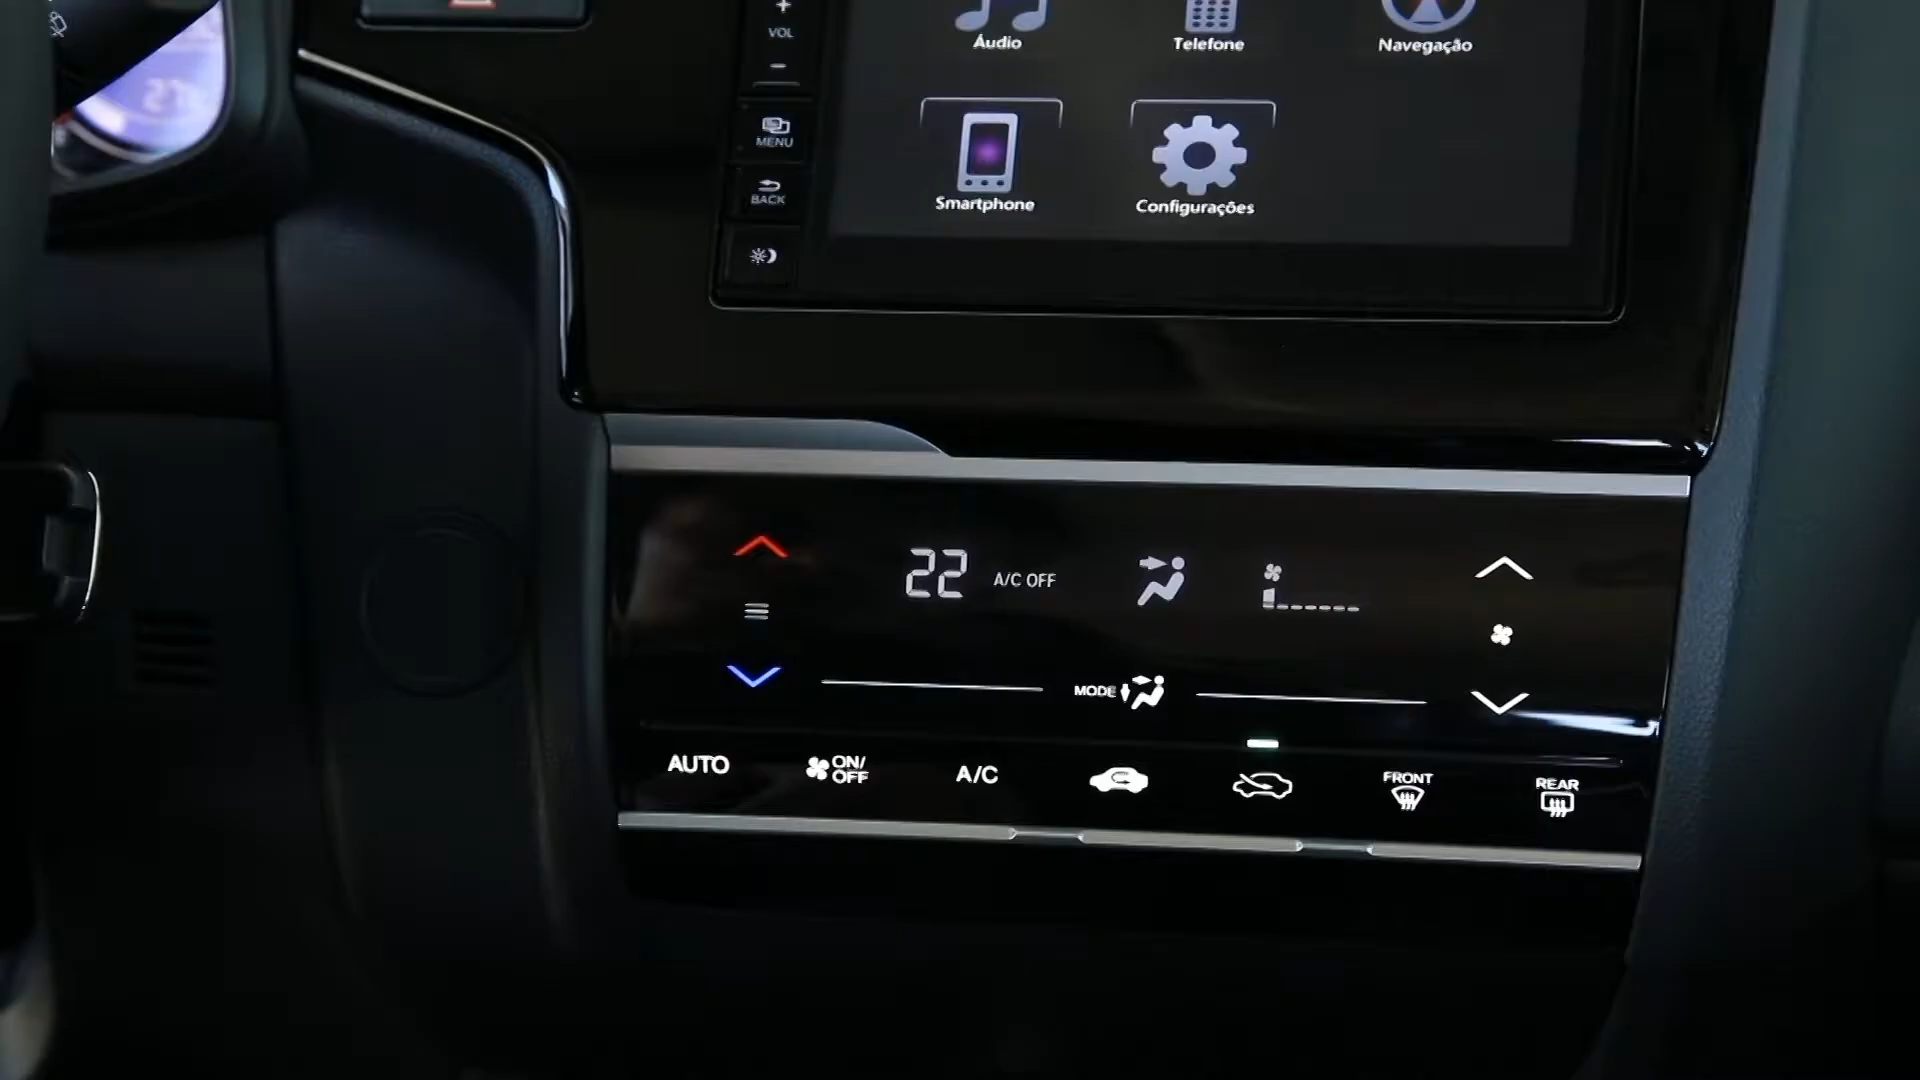 VOL
MENU
BACK
Áudio
Telefone
Navegação
Smartphone
Configurações
22 A/C OFF
MODE
AUTO
ON/
OFF
A/C
FRONT
REAR